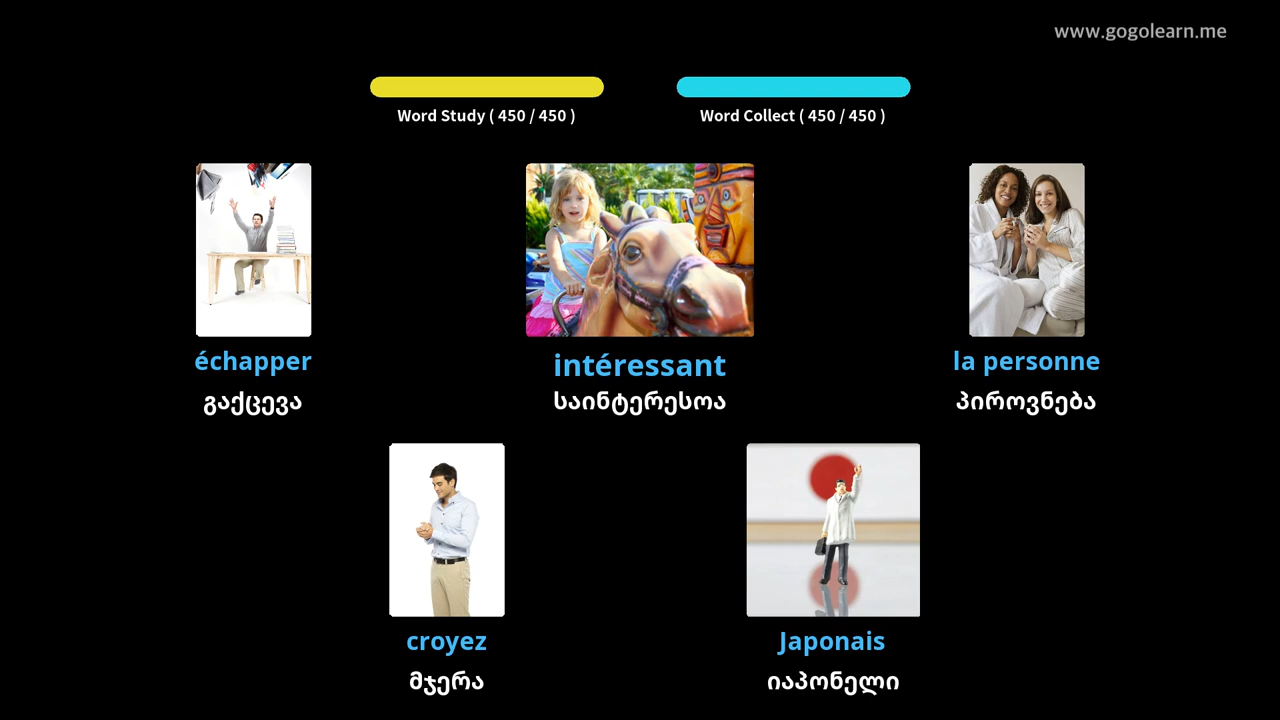 www.gogolearn.me
Word Study ( 450 / 450 )
Word Collect ( 450 / 450 )
échapper
intéressant
la personne
გაქცევა
საინტერესოა
პიროვნება
croyez
Japonais
მჯერა
იაპონელი